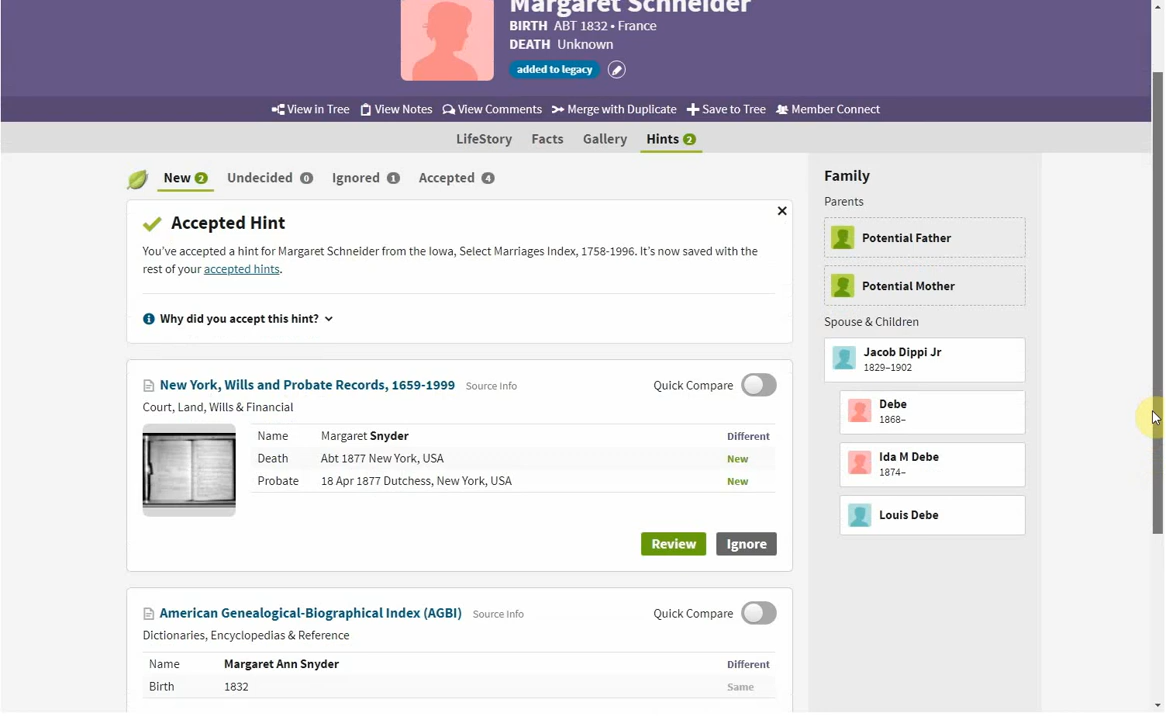 Margaret Schneider
BIRTH ABT 1832 • France
DEATH Unknown
added to legacy
View in Tree View Notes View Comments Merge with Duplicate Save to Tree Member Connect
LifeStory Facts Gallery Hints 2
New 2 Undecided 0 Ignored 1 Accepted 4
Accepted Hint
You've accepted a hint for Margaret Schneider from the Iowa, Select Marriages Index, 1758-1996. It's now saved with the
rest of your accepted hints.
Why did you accept this hint?
New York, Wills and Probate Records, 1659-1999 Source Info Quick Compare
Court, Land, Wills & Financial
Name Margaret Snyder Different
Death Abt 1877 New York, USA New
Probate 18 Apr 1877 Dutchess, New York, USA New
Review Ignore
American Genealogical-Biographical Index (AGBI) Source Info Quick Compare
Dictionaries, Encyclopedias & Reference
Name Margaret Ann Snyder Different
Birth 1832 Same
Family
Parents
Potential Father
Potential Mother
Spouse & Children
Jacob Dippi Jr
1829–1902
Debe
1868–
Ida M Debe
1874–
Louis Debe